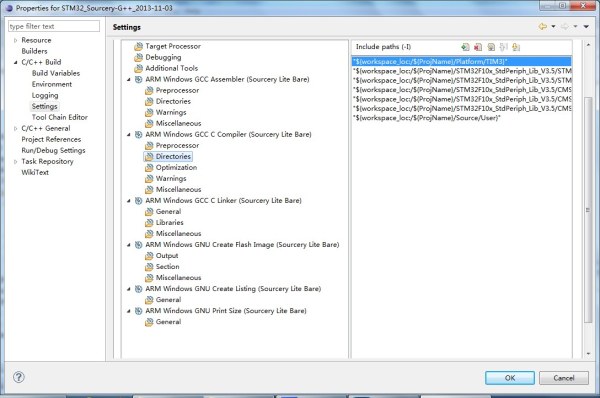 Properties for STM32_Sourcery-G++_2013-11-03
type filter text
Settings
Resource
Builders
C/C++ Build
Build Variables
Environment
Logging
Settings
Tool Chain Editor
C/C++ General
Project References
Run/Debug Settings
Task Repository
WikiText
Target Processor
Debugging
Additional Tools
ARM Windows GCC Assembler (Sourcery Lite Bare)
Preprocessor
Directories
Warnings
Miscellaneous
ARM Windows GCC C Compiler (Sourcery Lite Bare)
Preprocessor
Directories
Optimization
Warnings
Miscellaneous
ARM Windows GCC C Linker (Sourcery Lite Bare)
General
Libraries
Miscellaneous
ARM Windows GNU Create Flash Image (Sourcery Lite Bare)
Output
Section
Miscellaneous
ARM Windows GNU Create Listing (Sourcery Lite Bare)
General
ARM Windows GNU Print Size (Sourcery Lite Bare)
General
Include paths (-I)
"${workspace_loc:/${ProjName}/Platform/TIM3}"
"${workspace_loc:/${ProjName}/STM32F10x_StdPeriph_Lib_V3.5/STM
"${workspace_loc:/${ProjName}/STM32F10x_StdPeriph_Lib_V3.5/STM
"${workspace_loc:/${ProjName}/STM32F10x_StdPeriph_Lib_V3.5/CMS
"${workspace_loc:/${ProjName}/STM32F10x_StdPeriph_Lib_V3.5/CMS
"${workspace_loc:/${ProjName}/STM32F10x_StdPeriph_Lib_V3.5/CMS
"${workspace_loc:/${ProjName}/Source/User}"
OK
Cancel